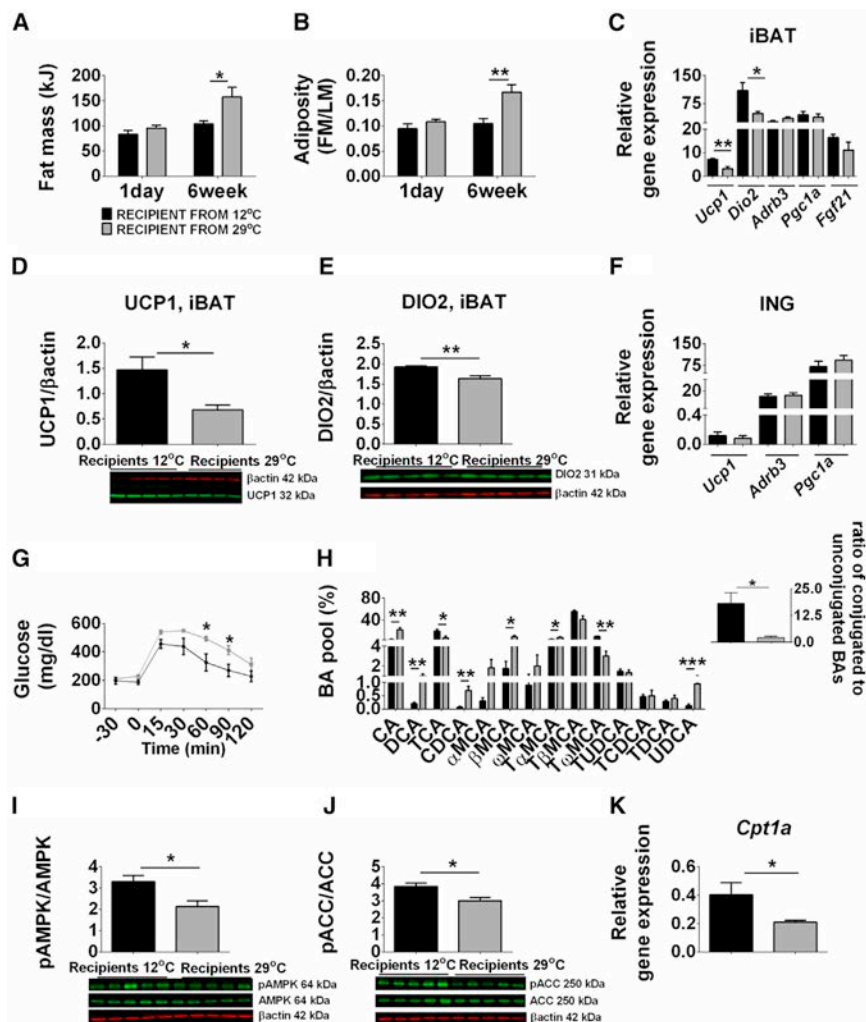 A
Fat mass (kJ)
200
150
100
50
0
*
1day
6week
RECIPIENT FROM 12°C
RECIPIENT FROM 29°C
B
Adiposity
(FM/LM)
0.20
0.15
0.10
0.05
0.00
**
1day
6week
C
iBAT
Relative
gene expression
150
75
20
10
0
**
*
Ucp1
Dio2
Adrb3
Pgc1a
Fgf21
D
UCP1, iBAT
UCP1/βactin
2.0
1.5
1.0
0.5
0.0
*
Recipients 12°C
Recipients 29°C
βactin 42 kDa
UCP1 32 kDa
E
DIO2, iBAT
DIO2/βactin
2.5
2.0
1.5
1.0
0.5
0.0
**
Recipients 12°C
Recipients 29°C
DIO2 31 kDa
βactin 42 kDa
F
ING
Relative
gene expression
150
75
20
0.4
0.0
Ucp1
Adrb3
Pgc1a
G
Glucose
(mg/dl)
800
600
400
200
0
*
*
-30
0
15
30
60
90
120
Time (min)
H
BA pool (%)
80
40
4
2
1.0
0.5
0.0
**
**
*
**
*
*
**
***
CA
DCA
TCA
CDCA
αMCA
βMCA
ωMCA
TαMCA
TβMCA
TωMCA
TUDCA
TCDCA
TDCA
UDCA
*
25.0
12.5
0.0
ratio of conjugated to
unconjugated BAs
I
pAMPK/AMPK
4
3
2
1
0
*
Recipients 12°C
Recipients 29°C
pAMPK 64 kDa
AMPK 64 kDa
βactin 42 kDa
J
pACC/ACC
5
4
3
2
1
0
*
Recipients 12°C
Recipients 29°C
pACC 250 kDa
ACC 250 kDa
βactin 42 kDa
K
Cpt1a
Relative
gene expression
0.6
0.4
0.2
0.0
*